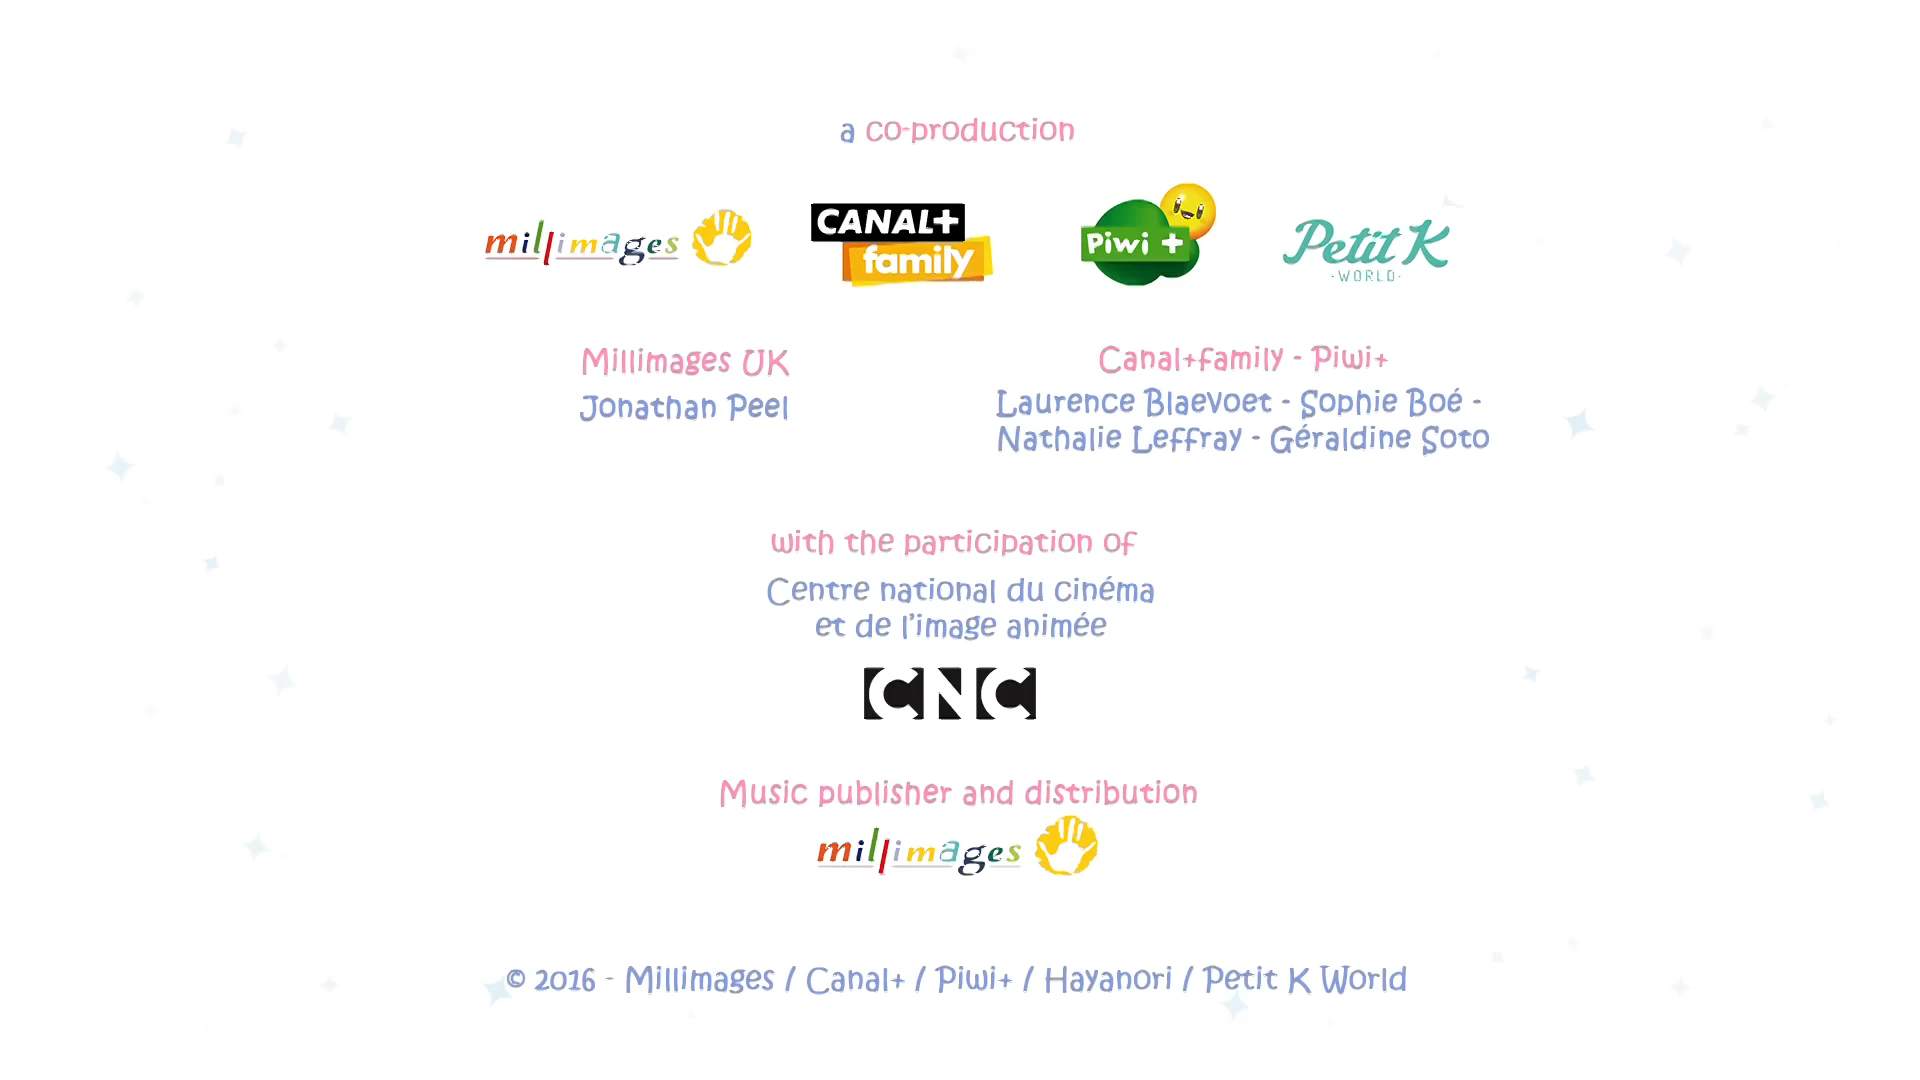 a co-production
millimages
CANAL+
family
Piwi +
Petit K
·WORLD·
Millimages UK
Jonathan Peel
Canal+family - Piwi+
Laurence Blaevoet - Sophie Boé -
Nathalie Leffray - Géraldine Soto
with the participation of
Centre national du cinéma
et de l'image animée
CNC
Music publisher and distribution
millimages
© 2016 - Millimages / Canal+ / Piwi+ / Hayanori / Petit K World